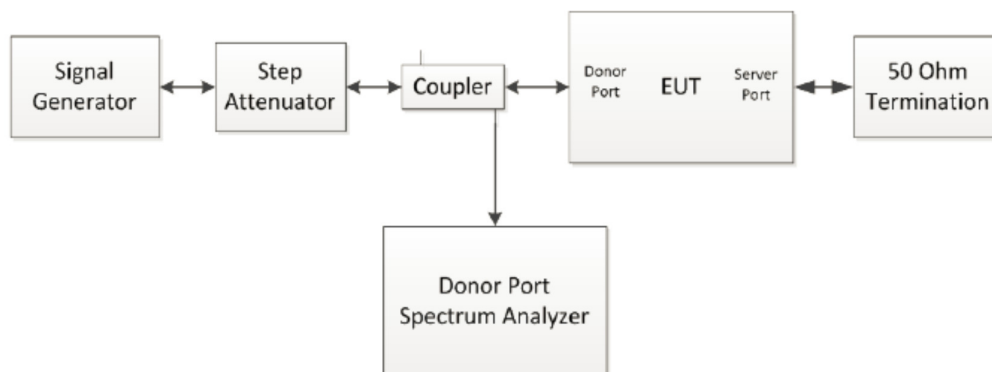 Signal
Generator
Step
Attenuator
Coupler
Donor
Port
EUT
Server
Port
50 Ohm
Termination
Donor Port
Spectrum Analyzer